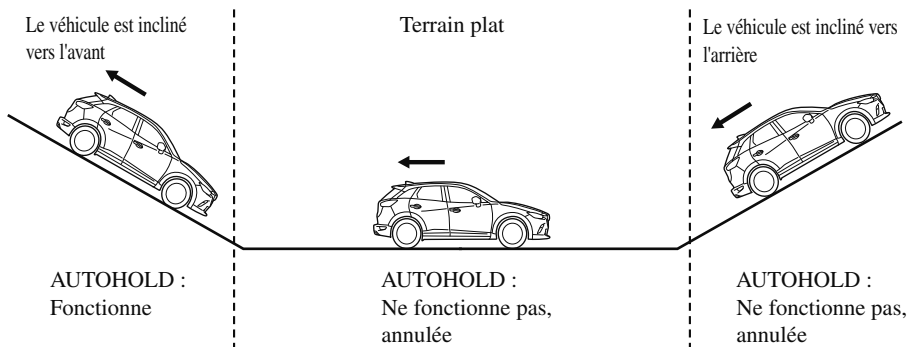 Le véhicule est incliné
vers l'avant
Terrain plat
Le véhicule est incliné vers
l'arrière
AUTOHOLD :
Fonctionne
AUTOHOLD :
Ne fonctionne pas,
annulée
AUTOHOLD :
Ne fonctionne pas,
annulée